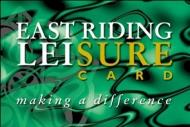 EAST RIDING
LEISURE
CARD
making a difference